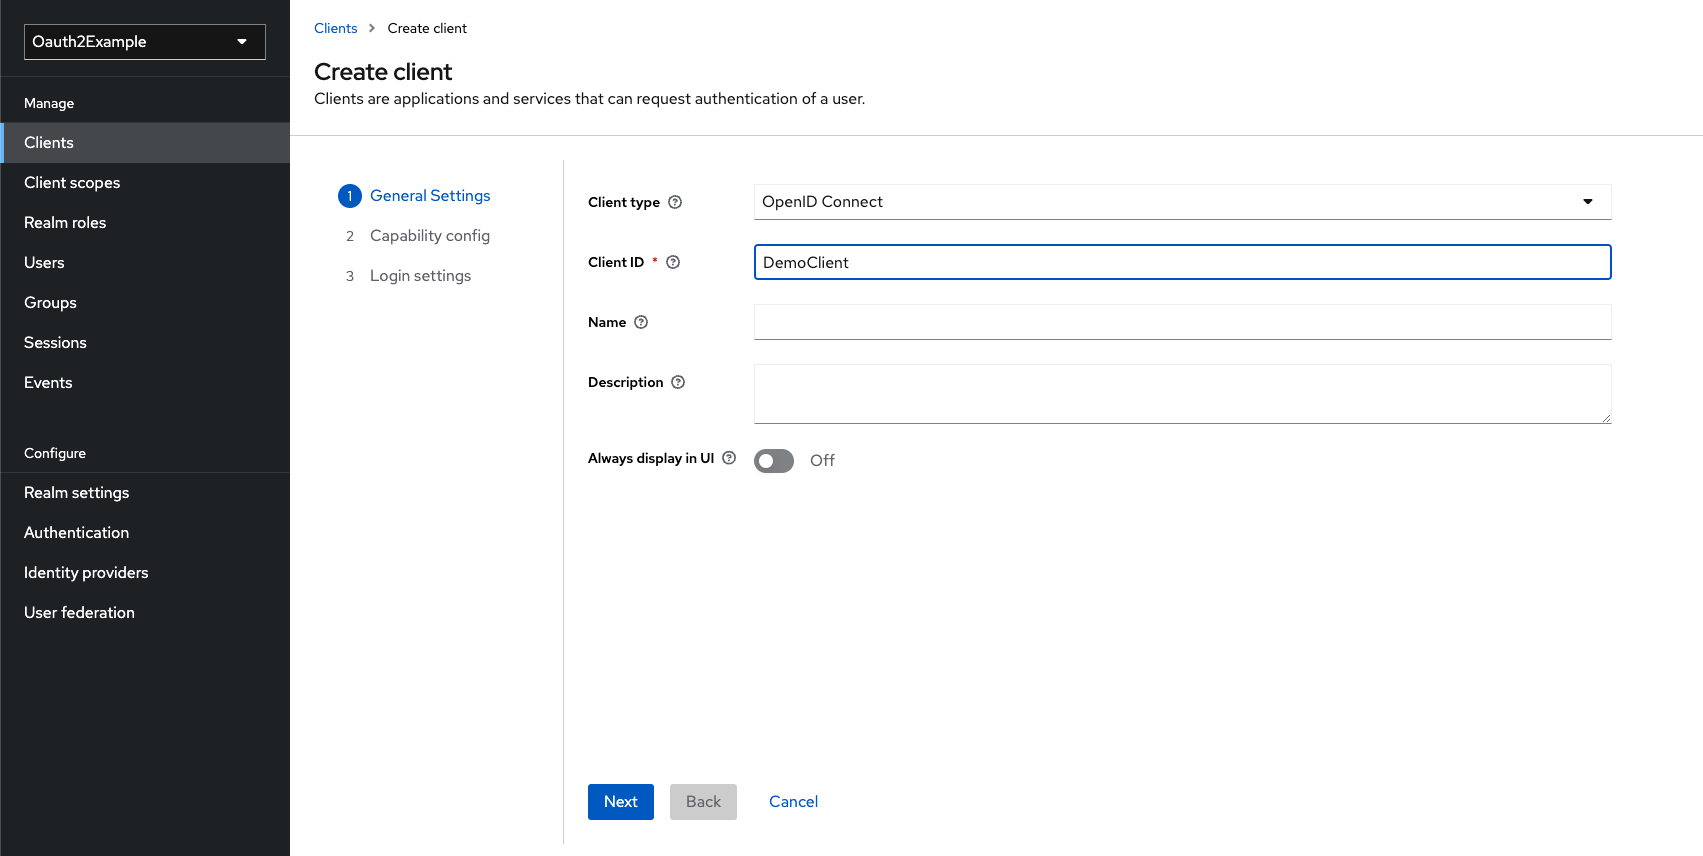 Oauth2Example
Manage
Clients
Client scopes
Realm roles
Users
Groups
Sessions
Events
Configure
Realm settings
Authentication
Identity providers
User federation
Clients > Create client
Create client
Clients are applications and services that can request authentication of a user.
1 General Settings
2 Capability config
3 Login settings
Client type ?
OpenID Connect
Client ID * ?
DemoClient
Name ?
Description ?
Always display in UI ?
Off
Next Back Cancel